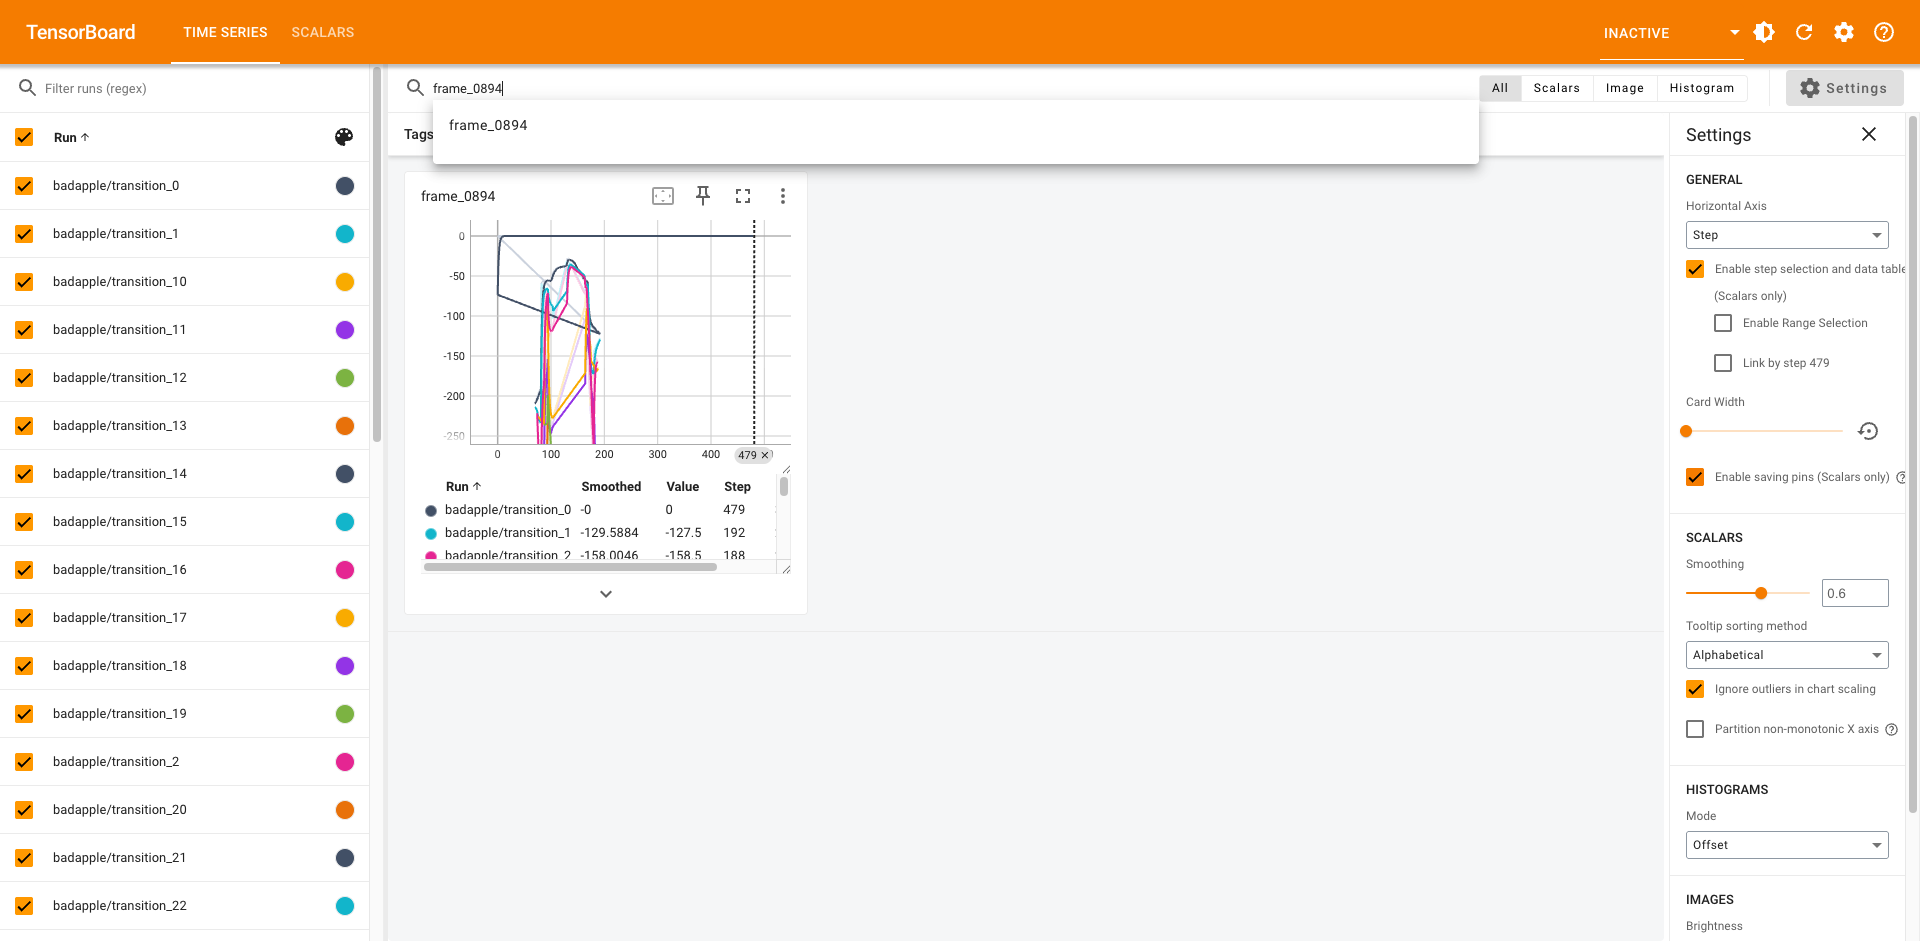 TensorBoard
TIME SERIES
SCALARS
INACTIVE
Filter runs (regex)
frame_0894
All
Scalars
Image
Histogram
Settings
frame_0894
Run
Tags
Settings
badapple/transition_0
badapple/transition_1
badapple/transition_10
badapple/transition_11
badapple/transition_12
badapple/transition_13
badapple/transition_14
badapple/transition_15
badapple/transition_16
badapple/transition_17
badapple/transition_18
badapple/transition_19
badapple/transition_2
badapple/transition_20
badapple/transition_21
badapple/transition_22
frame_0894
0
-50
-100
-150
-200
-250
0 100 200 300 400 479
Run Smoothed Value Step
badapple/transition_0 -0 0 479
badapple/transition_1 -129.5884 -127.5 192
badapple/transition_2 -158.0046 -158.5 188
GENERAL
Horizontal Axis
Step
Enable step selection and data table
(Scalars only)
Enable Range Selection
Link by step 479
Card Width
Enable saving pins (Scalars only)
SCALARS
Smoothing
0.6
Tooltip sorting method
Alphabetical
Ignore outliers in chart scaling
Partition non-monotonic X axis
HISTOGRAMS
Mode
Offset
IMAGES
Brightness